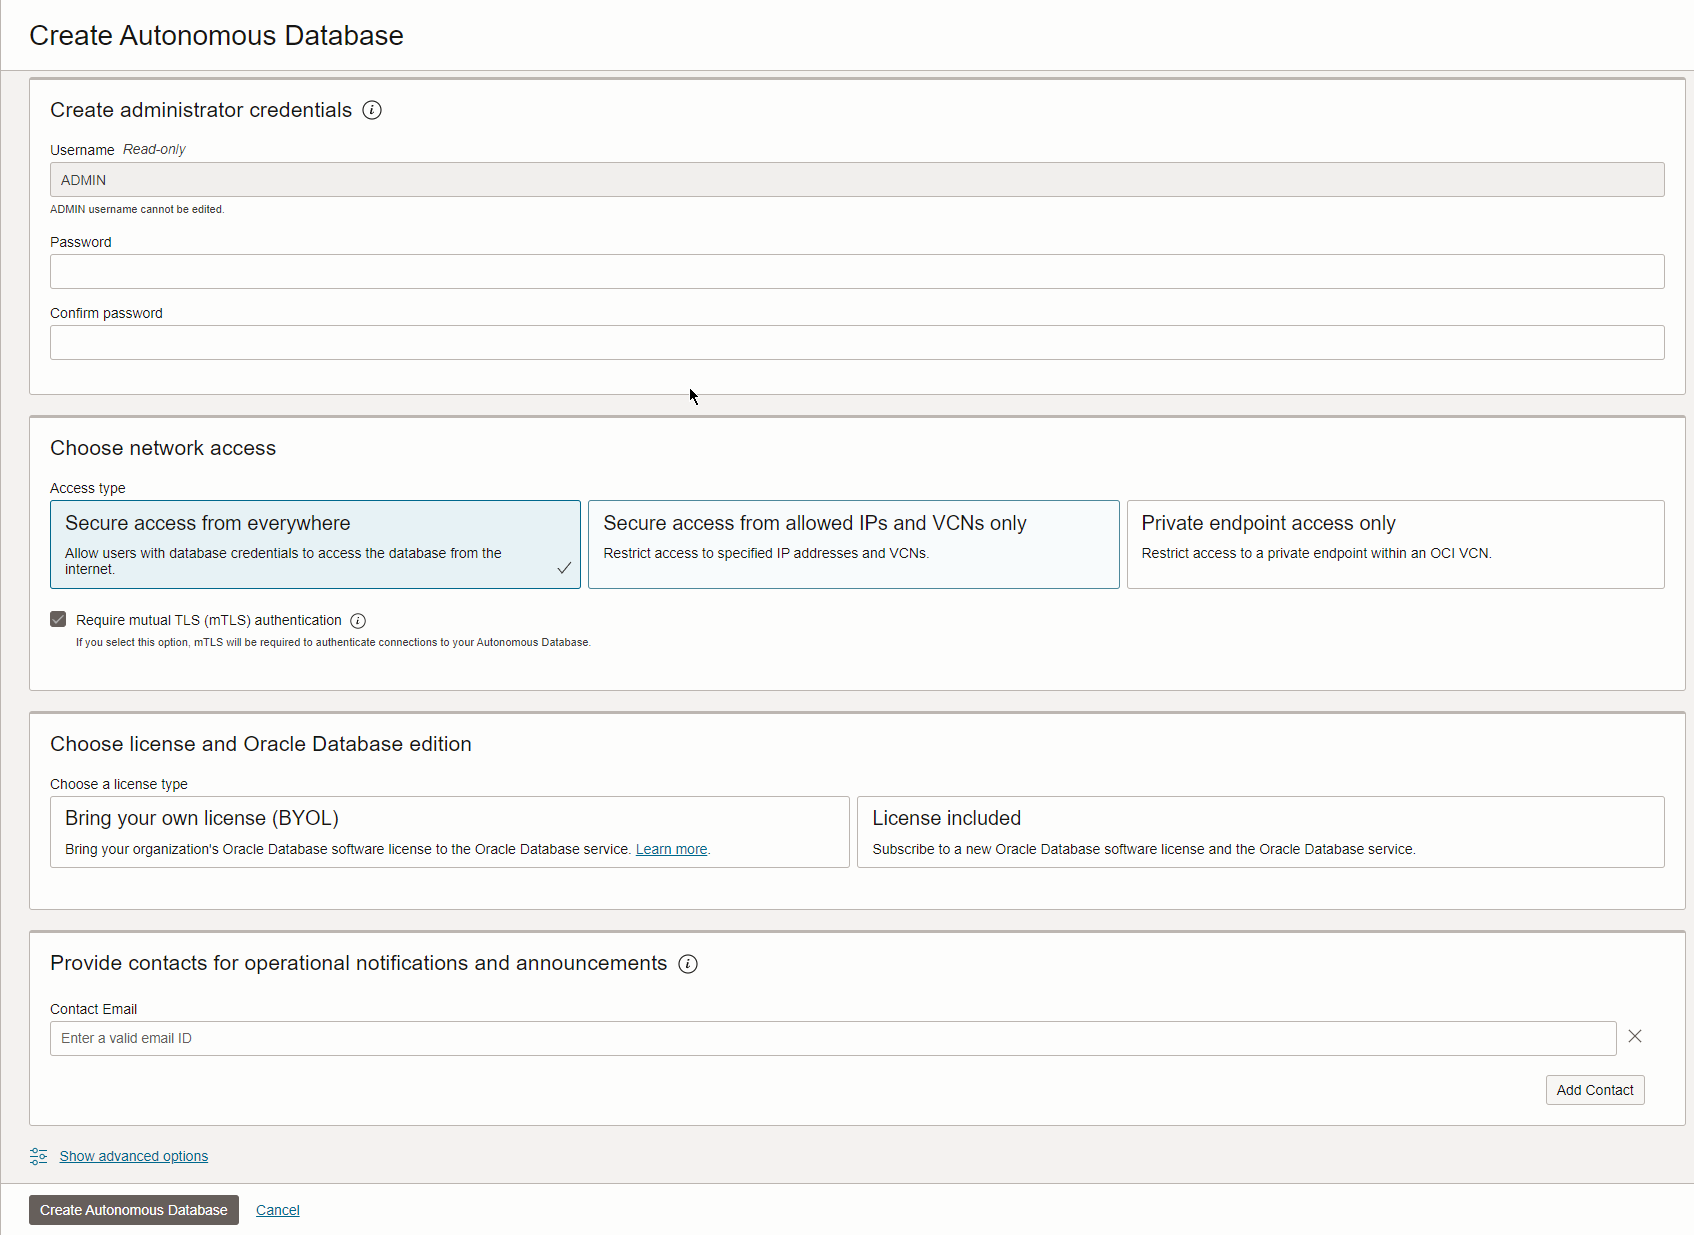 Create Autonomous Database
Create administrator credentials
Username Read-only
ADMIN
ADMIN username cannot be edited.
Password
Confirm password
Choose network access
Access type
Secure access from everywhere
Allow users with database credentials to access the database from the
internet.
Secure access from allowed IPs and VCNs only
Restrict access to specified IP addresses and VCNs.
Private endpoint access only
Restrict access to a private endpoint within an OCI VCN.
Require mutual TLS (mTLS) authentication
If you select this option, mTLS will be required to authenticate connections to your Autonomous Database.
Choose license and Oracle Database edition
Choose a license type
Bring your own license (BYOL)
Bring your organization's Oracle Database software license to the Oracle Database service. Learn more.
License included
Subscribe to a new Oracle Database software license and the Oracle Database service.
Provide contacts for operational notifications and announcements
Contact Email
Enter a valid email ID
Add Contact
Show advanced options
Create Autonomous Database
Cancel